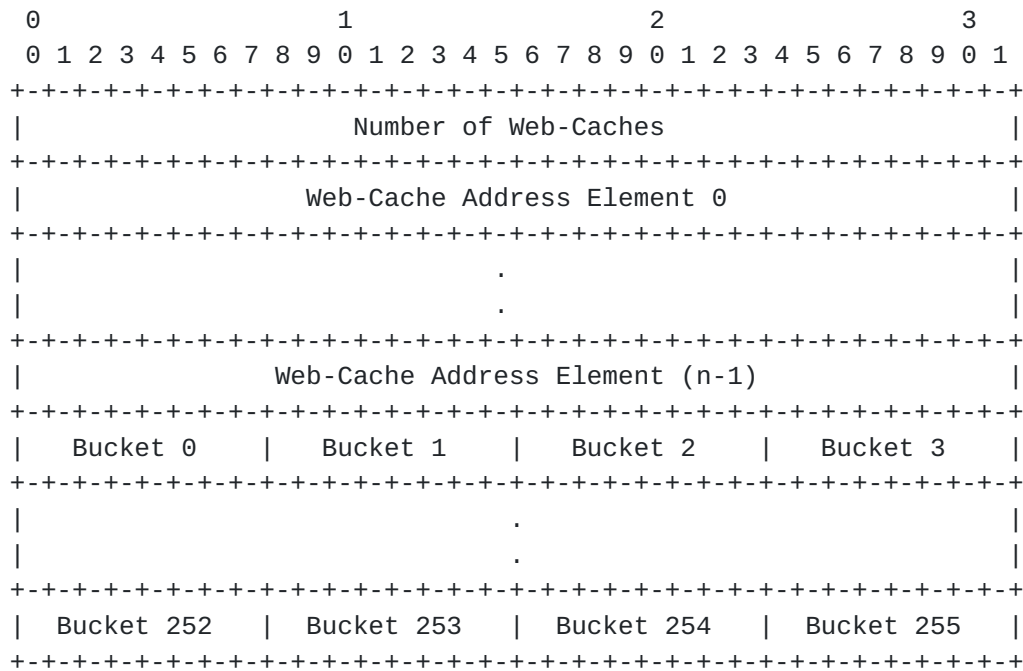 0                   1                   2                   3
 0 1 2 3 4 5 6 7 8 9 0 1 2 3 4 5 6 7 8 9 0 1 2 3 4 5 6 7 8 9 0 1
+-+-+-+-+-+-+-+-+-+-+-+-+-+-+-+-+-+-+-+-+-+-+-+-+-+-+-+-+-+-+-+-+
|                     Number of Web-Caches                      |
+-+-+-+-+-+-+-+-+-+-+-+-+-+-+-+-+-+-+-+-+-+-+-+-+-+-+-+-+-+-+-+-+
|                  Web-Cache Address Element 0                  |
+-+-+-+-+-+-+-+-+-+-+-+-+-+-+-+-+-+-+-+-+-+-+-+-+-+-+-+-+-+-+-+-+
|                              .                                |
|                              .                                |
+-+-+-+-+-+-+-+-+-+-+-+-+-+-+-+-+-+-+-+-+-+-+-+-+-+-+-+-+-+-+-+-+
|                Web-Cache Address Element (n-1)                |
+-+-+-+-+-+-+-+-+-+-+-+-+-+-+-+-+-+-+-+-+-+-+-+-+-+-+-+-+-+-+-+-+
|   Bucket 0    |   Bucket 1    |   Bucket 2    |   Bucket 3    |
+-+-+-+-+-+-+-+-+-+-+-+-+-+-+-+-+-+-+-+-+-+-+-+-+-+-+-+-+-+-+-+-+
|                               .                               |
|                               .                               |
+-+-+-+-+-+-+-+-+-+-+-+-+-+-+-+-+-+-+-+-+-+-+-+-+-+-+-+-+-+-+-+-+
|  Bucket 252   |  Bucket 253   |  Bucket 254   |  Bucket 255   |
+-+-+-+-+-+-+-+-+-+-+-+-+-+-+-+-+-+-+-+-+-+-+-+-+-+-+-+-+-+-+-+-+